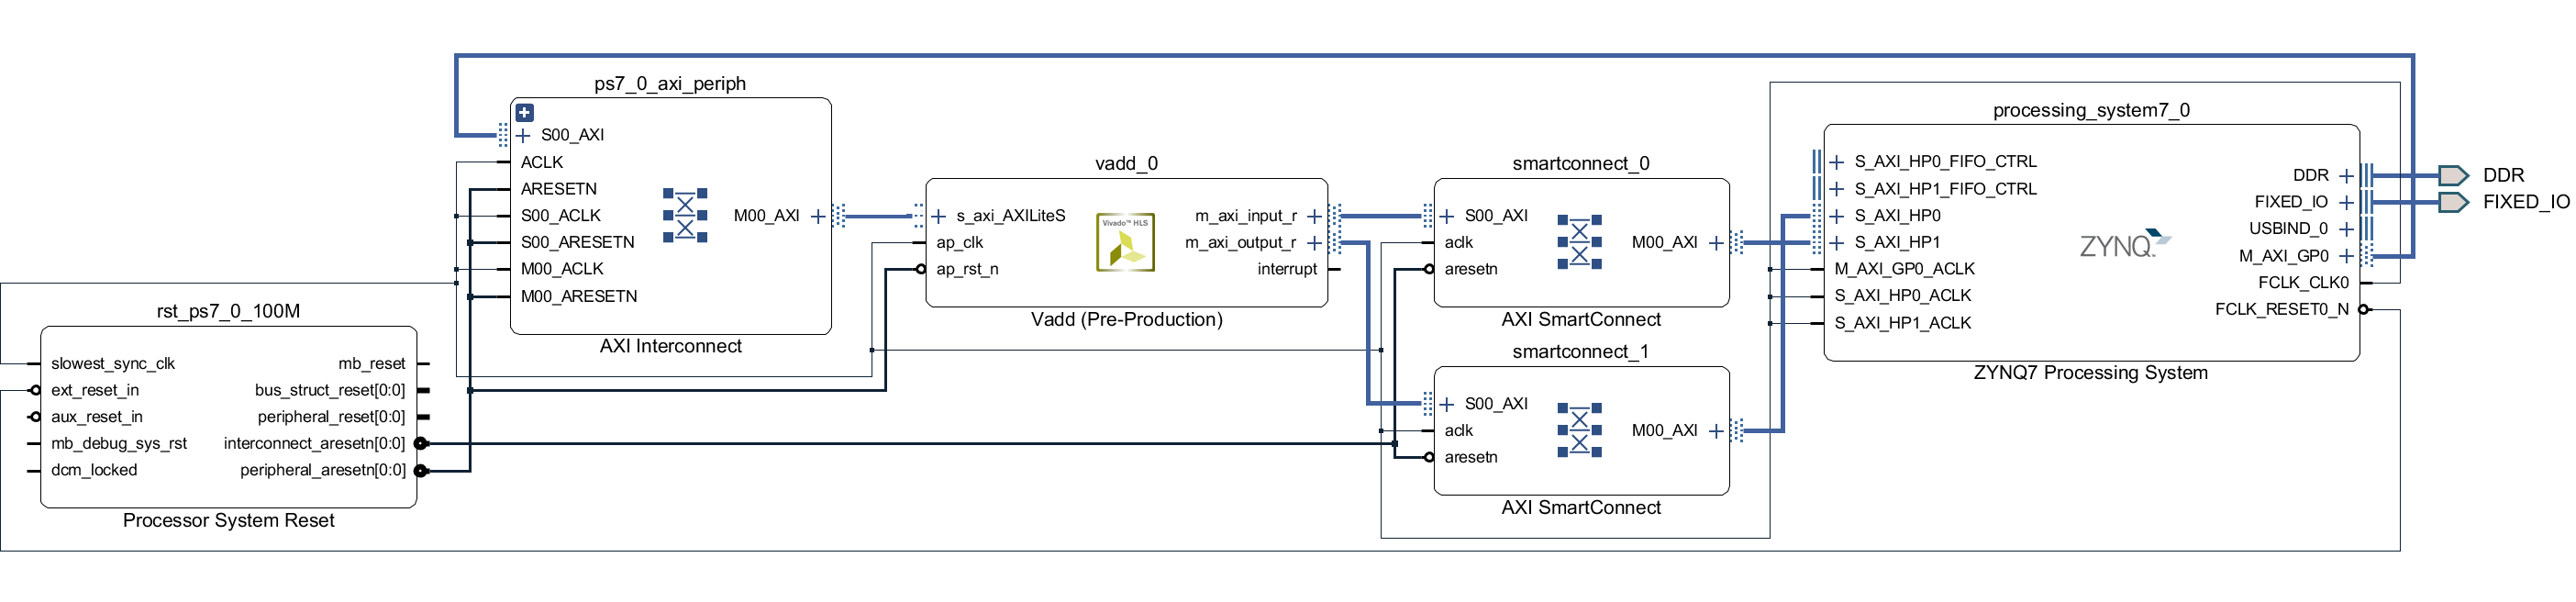 ps7_0_axi_periph
S00_AXI
ACLK
ARESETN
S00_ACLK
S00_ARESETN
M00_ACLK
M00_ARESETN
M00_AXI
AXI Interconnect
rst_ps7_0_100M
slowest_sync_clk
ext_reset_in
aux_reset_in
mb_debug_sys_rst
dcm_locked
mb_reset
bus_struct_reset[0:0]
peripheral_reset[0:0]
interconnect_aresetn[0:0]
peripheral_aresetn[0:0]
Processor System Reset
vadd_0
s_axi_AXILiteS
ap_clk
ap_rst_n
Vivado™ HLS
m_axi_input_r
m_axi_output_r
interrupt
Vadd (Pre-Production)
smartconnect_0
S00_AXI
aclk
aresetn
M00_AXI
AXI SmartConnect
smartconnect_1
S00_AXI
aclk
aresetn
M00_AXI
AXI SmartConnect
processing_system7_0
S_AXI_HP0_FIFO_CTRL
S_AXI_HP1_FIFO_CTRL
S_AXI_HP0
S_AXI_HP1
M_AXI_GP0_ACLK
S_AXI_HP0_ACLK
S_AXI_HP1_ACLK
ZYNQ
DDR
FIXED_IO
USBIND_0
M_AXI_GP0
FCLK_CLK0
FCLK_RESET0_N
ZYNQ7 Processing System
DDR
FIXED_IO